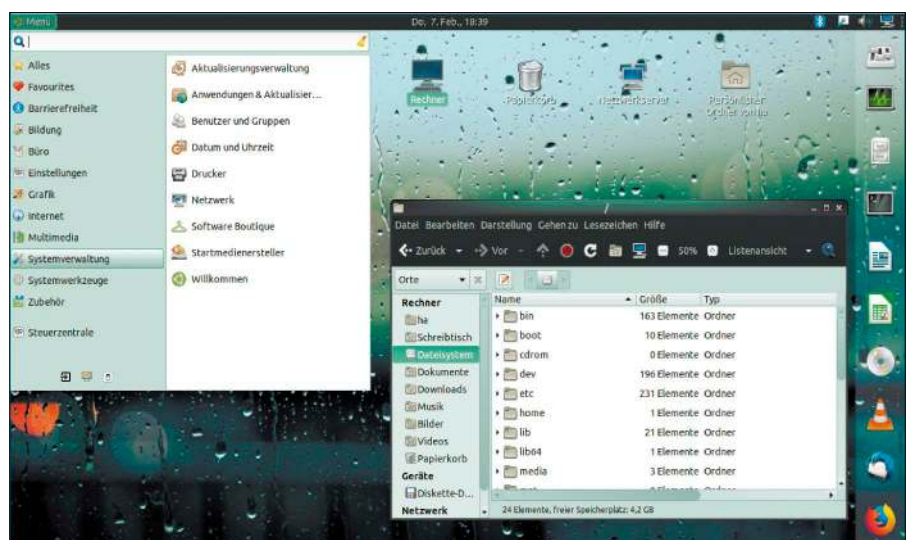 Menü
Do, 7. Feb., 18:39
Alles
Favourites
Barrierefreiheit
Bildung
Büro
Einstellungen
Grafik
Internet
Multimedia
Systemverwaltung
Systemwerkzeuge
Zubehör
Steuerzentrale
Aktualisierungsverwaltung
Anwendungen & Aktualisier...
Benutzer und Gruppen
Datum und Uhrzeit
Drucker
Netzwerk
Software Boutique
Startmedienersteller
Willkommen
Rechner
Papierkorb
Netzwerkserver
Persönlicher
Ordner von ha
/
Datei Bearbeiten Darstellung Gehen zu Lesezeichen Hilfe
Zurück Vor 50% Listenansicht
Orte
Rechner
ha
Schreibtisch
Dateisystem
Dokumente
Downloads
Musik
Bilder
Videos
Papierkorb
Geräte
Diskette-D...
Netzwerk
Name Größe Typ
bin 163 Elemente Ordner
boot 10 Elemente Ordner
cdrom 0 Elemente Ordner
dev 196 Elemente Ordner
etc 231 Elemente Ordner
home 1 Elemente Ordner
lib 21 Elemente Ordner
lib64 1 Elemente Ordner
media 3 Elemente Ordner
24 Elemente, freier Speicherplatz: 4,2 GB